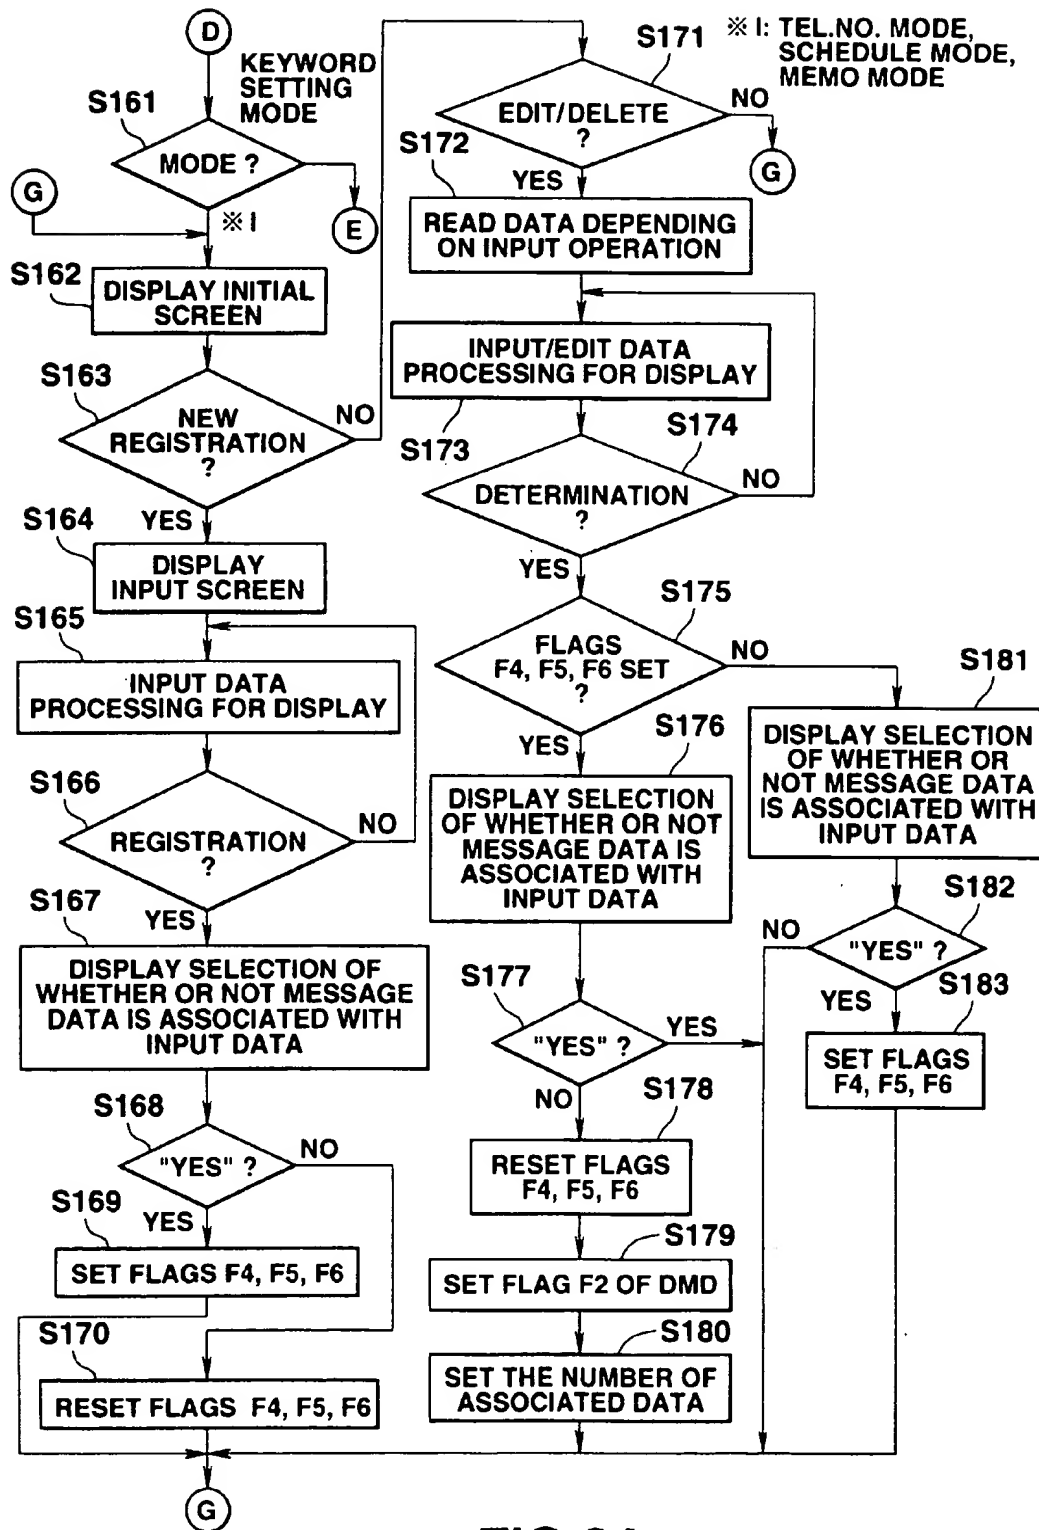 D
KEYWORD
SETTING
MODE
S161
MODE ?
G
E
※ I
S162
DISPLAY INITIAL
SCREEN
S163
NEW
REGISTRATION
?
NO
YES
S164
DISPLAY
INPUT SCREEN
S165
INPUT DATA
PROCESSING FOR DISPLAY
S166
REGISTRATION
?
NO
YES
S167
DISPLAY SELECTION OF
WHETHER OR NOT MESSAGE
DATA IS ASSOCIATED WITH
INPUT DATA
S168
"YES" ?
NO
YES
S169
SET FLAGS F4, F5, F6
S170
RESET FLAGS F4, F5, F6
G
※ I: TEL.NO. MODE,
SCHEDULE MODE,
MEMO MODE
S171
EDIT/DELETE
?
NO
G
YES
S172
READ DATA DEPENDING
ON INPUT OPERATION
INPUT/EDIT DATA
PROCESSING FOR DISPLAY
S173
S174
DETERMINATION
?
NO
YES
S175
FLAGS
F4, F5, F6 SET
?
NO
YES
S176
DISPLAY SELECTION
OF WHETHER OR NOT
MESSAGE DATA IS
ASSOCIATED WITH
INPUT DATA
S177
"YES" ?
YES
NO
S178
RESET FLAGS
F4, F5, F6
S179
SET FLAG F2 OF DMD
S180
SET THE NUMBER OF
ASSOCIATED DATA
S181
DISPLAY SELECTION
OF WHETHER OR
NOT MESSAGE DATA
IS ASSOCIATED WITH
INPUT DATA
S182
"YES" ?
NO
YES
S183
SET FLAGS
F4, F5, F6